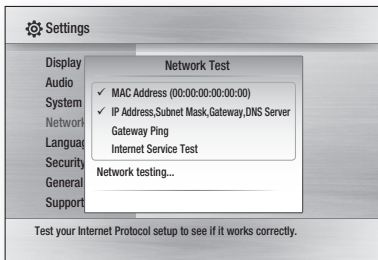 Settings
Display
Audio
System
Network
Language
Security
General
Support
Network Test
✓ MAC Address (00:00:00:00:00:00)
✓ IP Address,Subnet Mask,Gateway,DNS Server
Gateway Ping
Internet Service Test
Network testing...
Test your Internet Protocol setup to see if it works correctly.